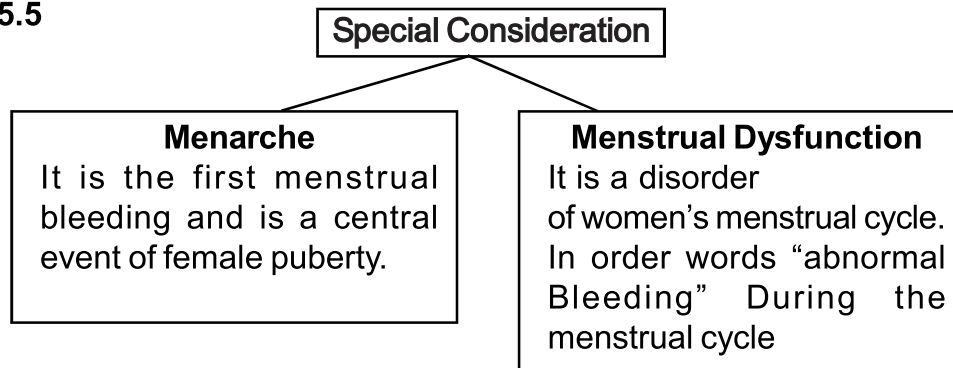 5.5
Special Consideration
Menarche
It is the first menstrual
bleeding and is a central
event of female puberty.
Menstrual Dysfunction
It is a disorder
of women’s menstrual cycle.
In order words “abnormal
Bleeding” During the
menstrual cycle